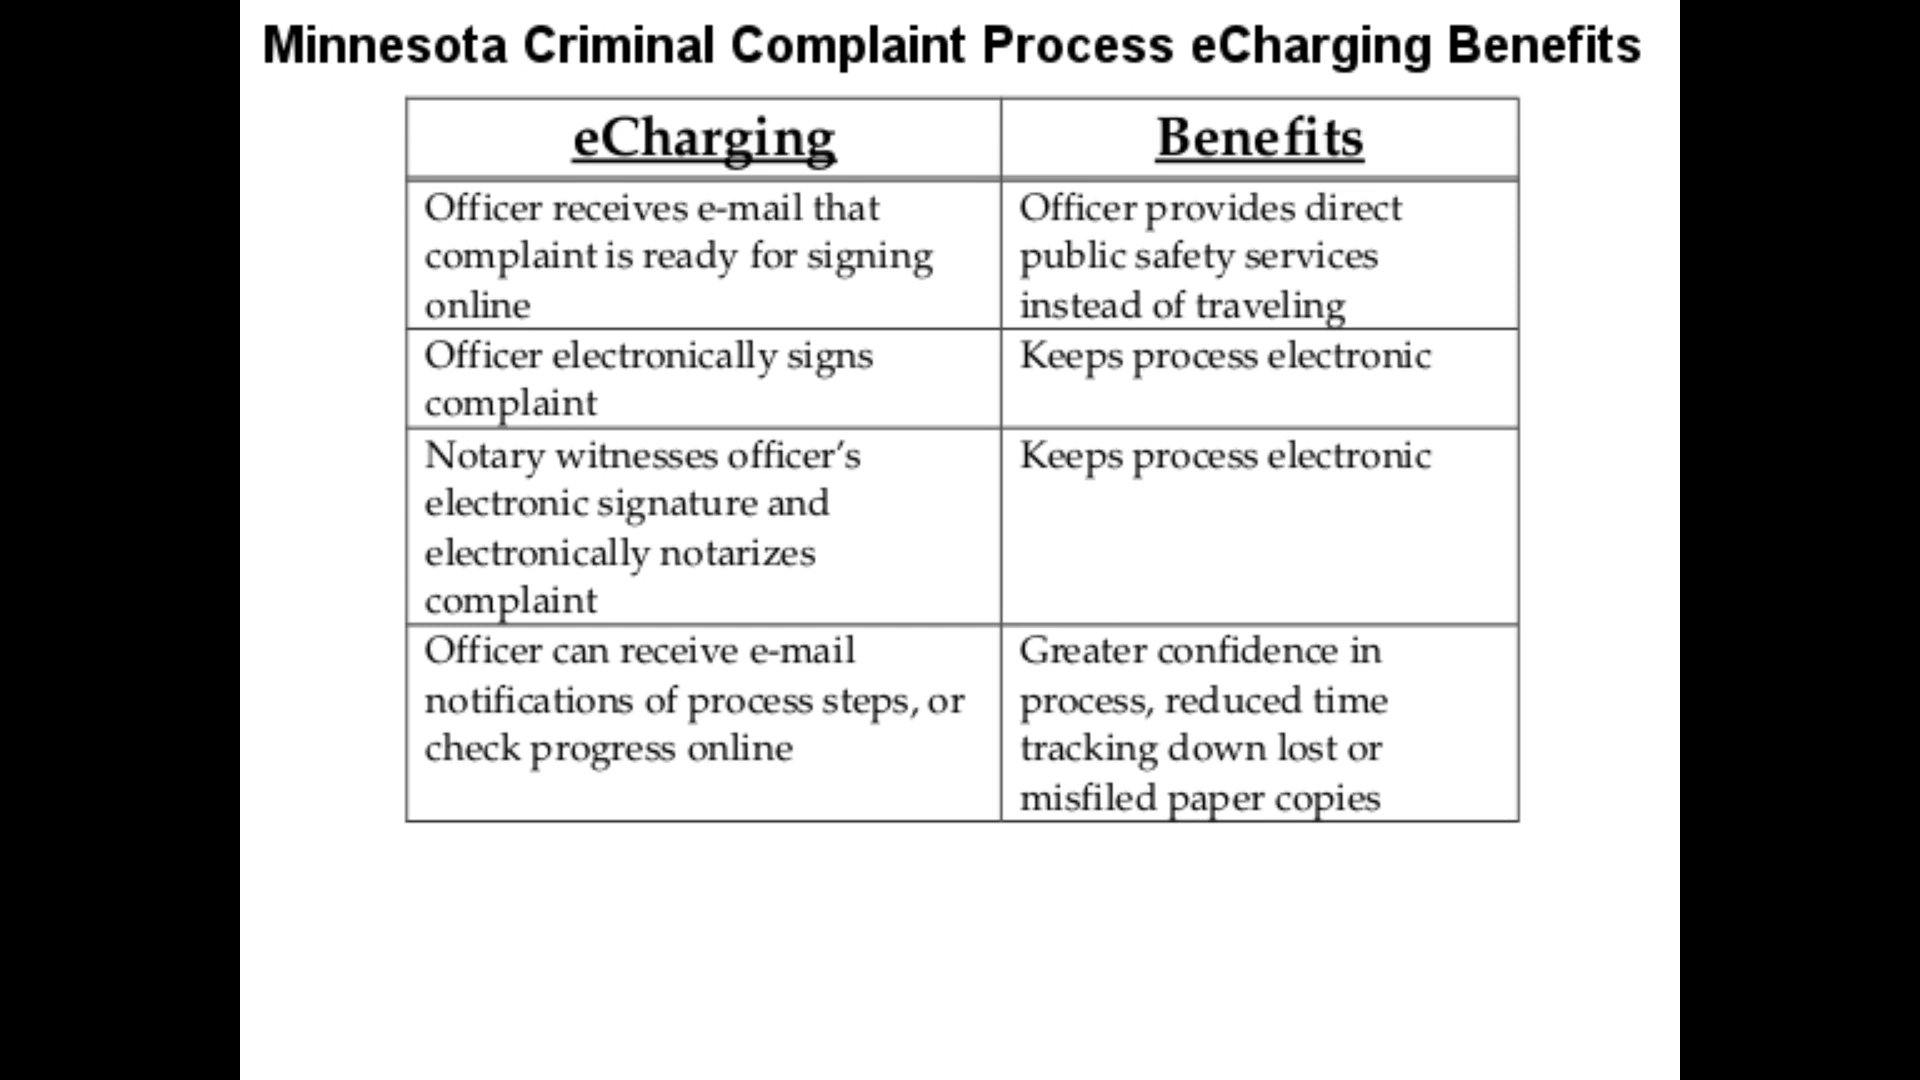 Minnesota Criminal Complaint Process eCharging Benefits
eCharging
Benefits
Officer receives e-mail that
complaint is ready for signing
online
Officer provides direct
public safety services
instead of traveling
Officer electronically signs
complaint
Keeps process electronic
Notary witnesses officer’s
electronic signature and
electronically notarizes
complaint
Keeps process electronic
Officer can receive e-mail
notifications of process steps, or
check progress online
Greater confidence in
process, reduced time
tracking down lost or
misfiled paper copies